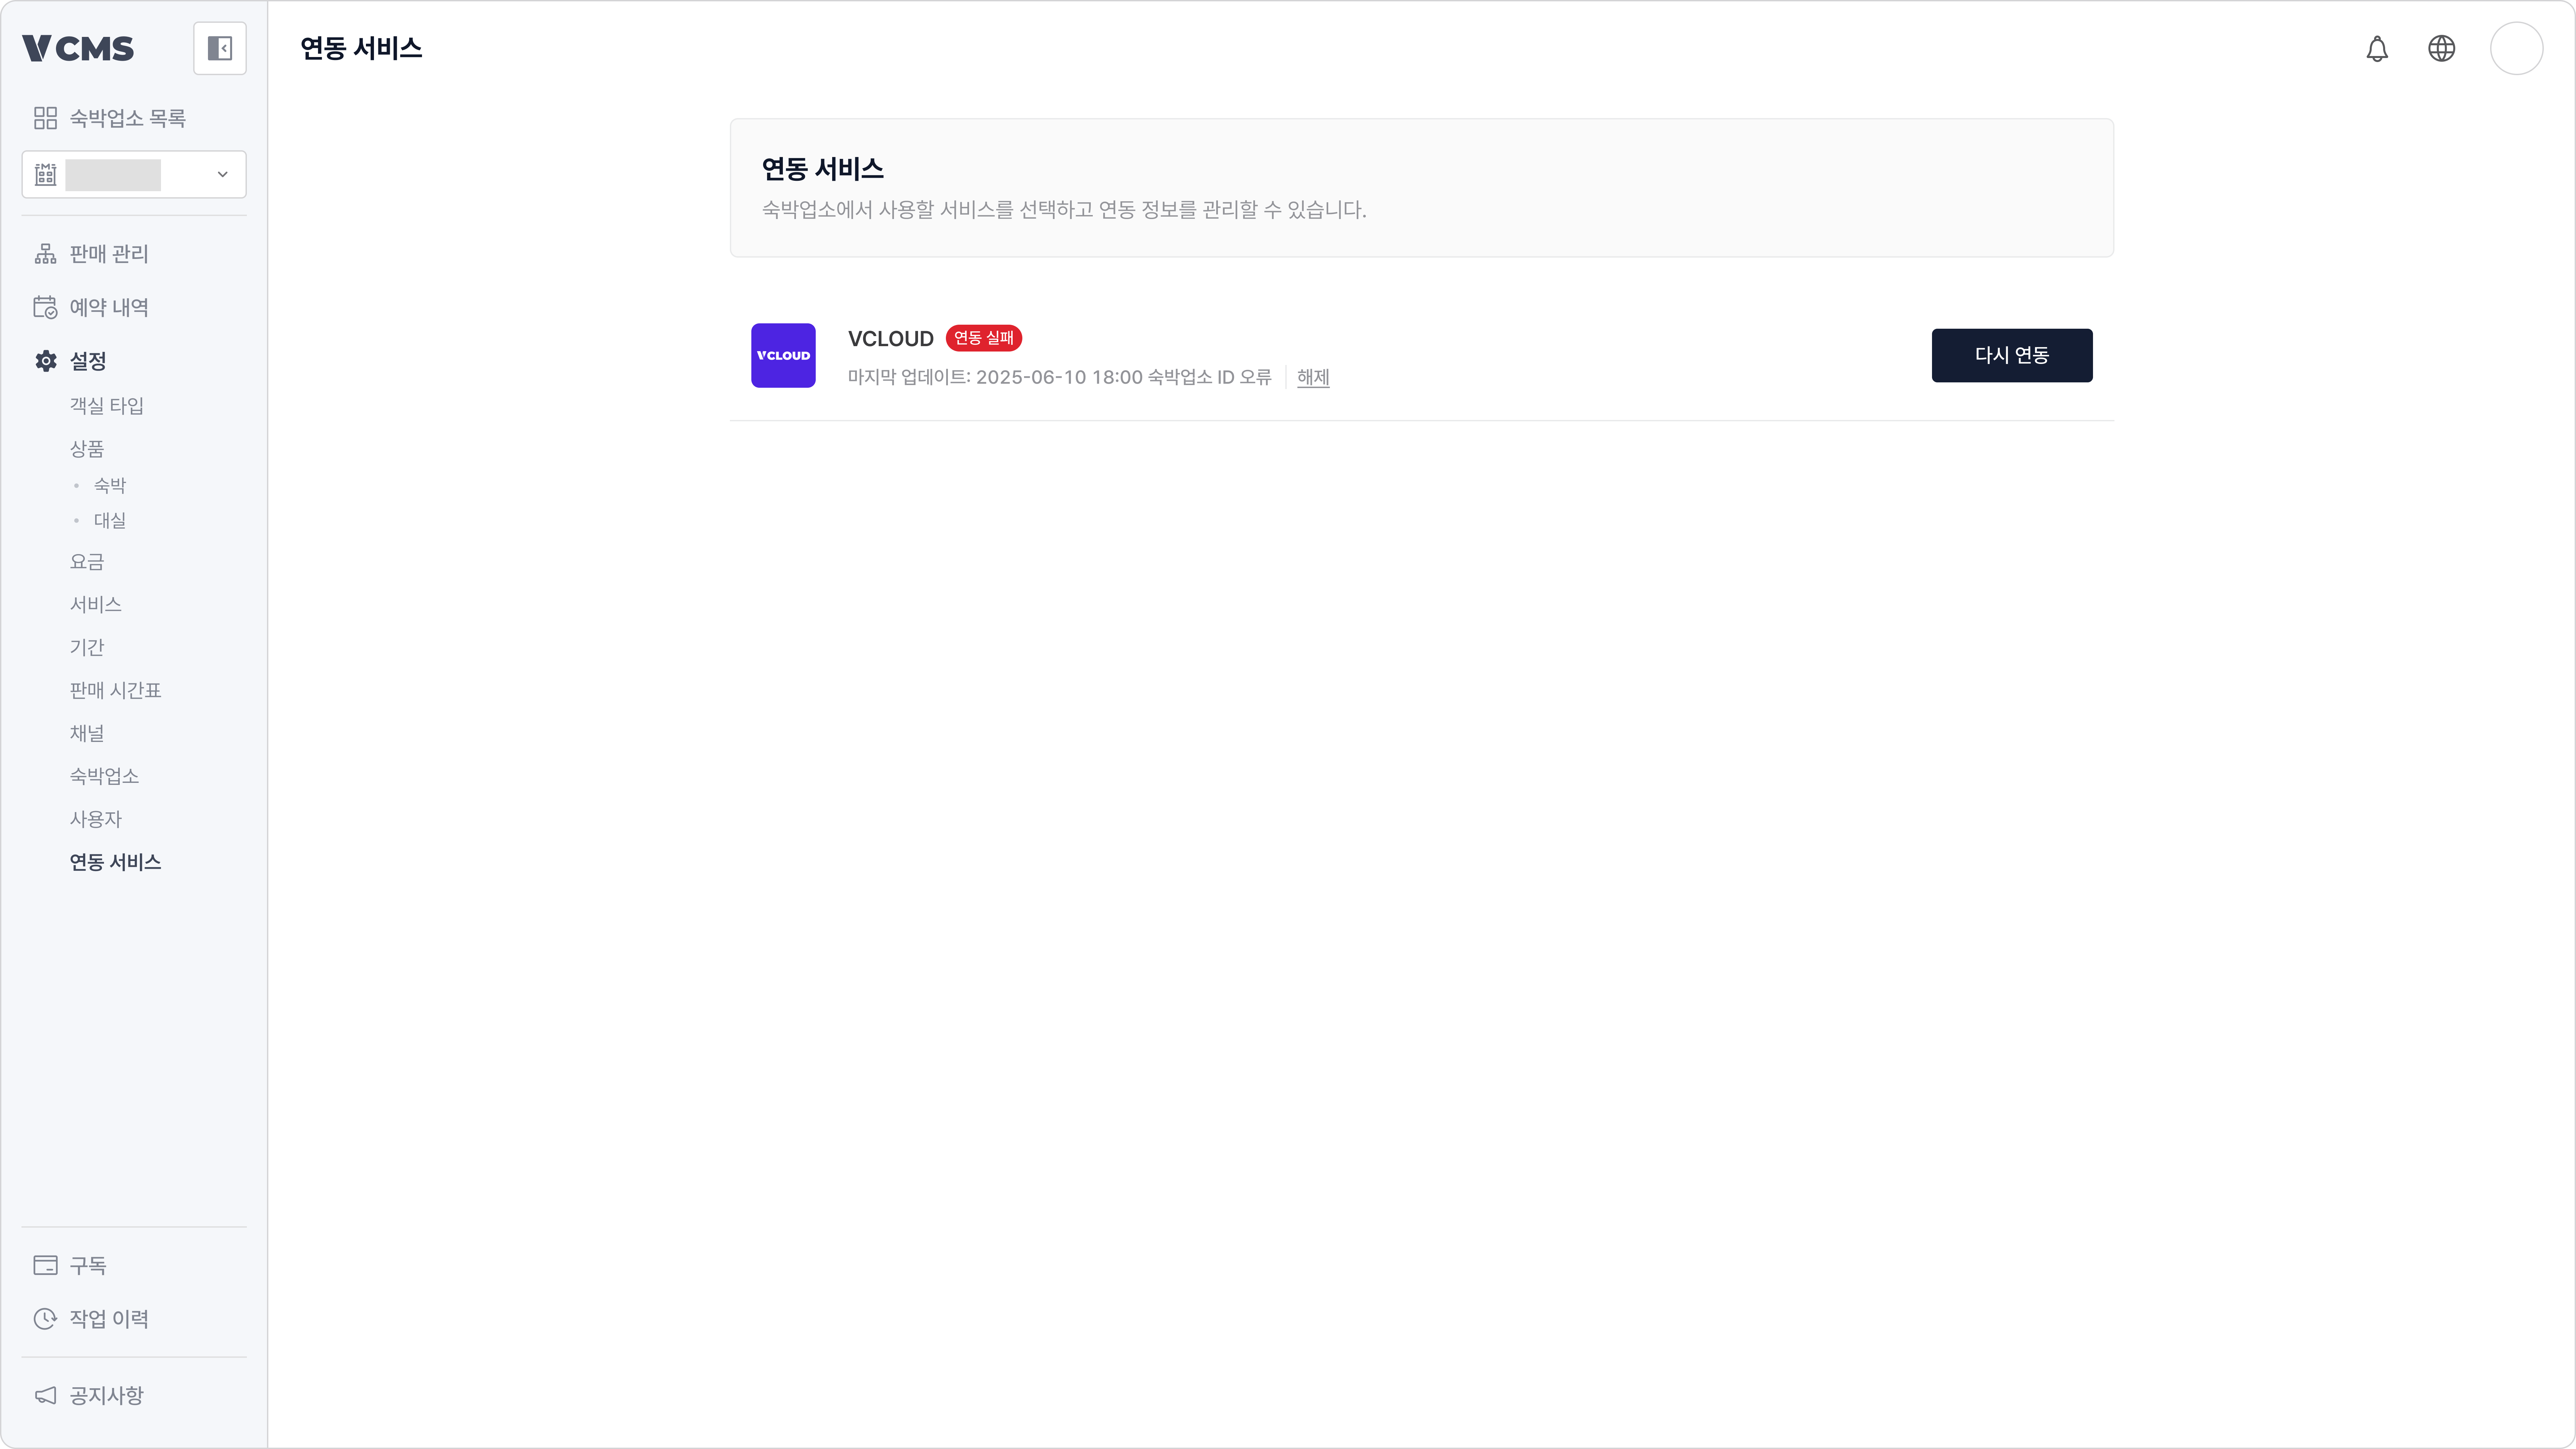 VCMS
숙박업소 목록
판매 관리
예약 내역
설정
객실 타입
상품
• 숙박
• 대실
요금
서비스
기간
판매 시간표
채널
숙박업소
사용자
연동 서비스
구독
작업 이력
공지사항
연동 서비스
연동 서비스
숙박업소에서 사용할 서비스를 선택하고 연동 정보를 관리할 수 있습니다.
VCLOUD
VCLOUD 연동 실패
마지막 업데이트: 2025-06-10 18:00 숙박업소 ID 오류 해제
다시 연동